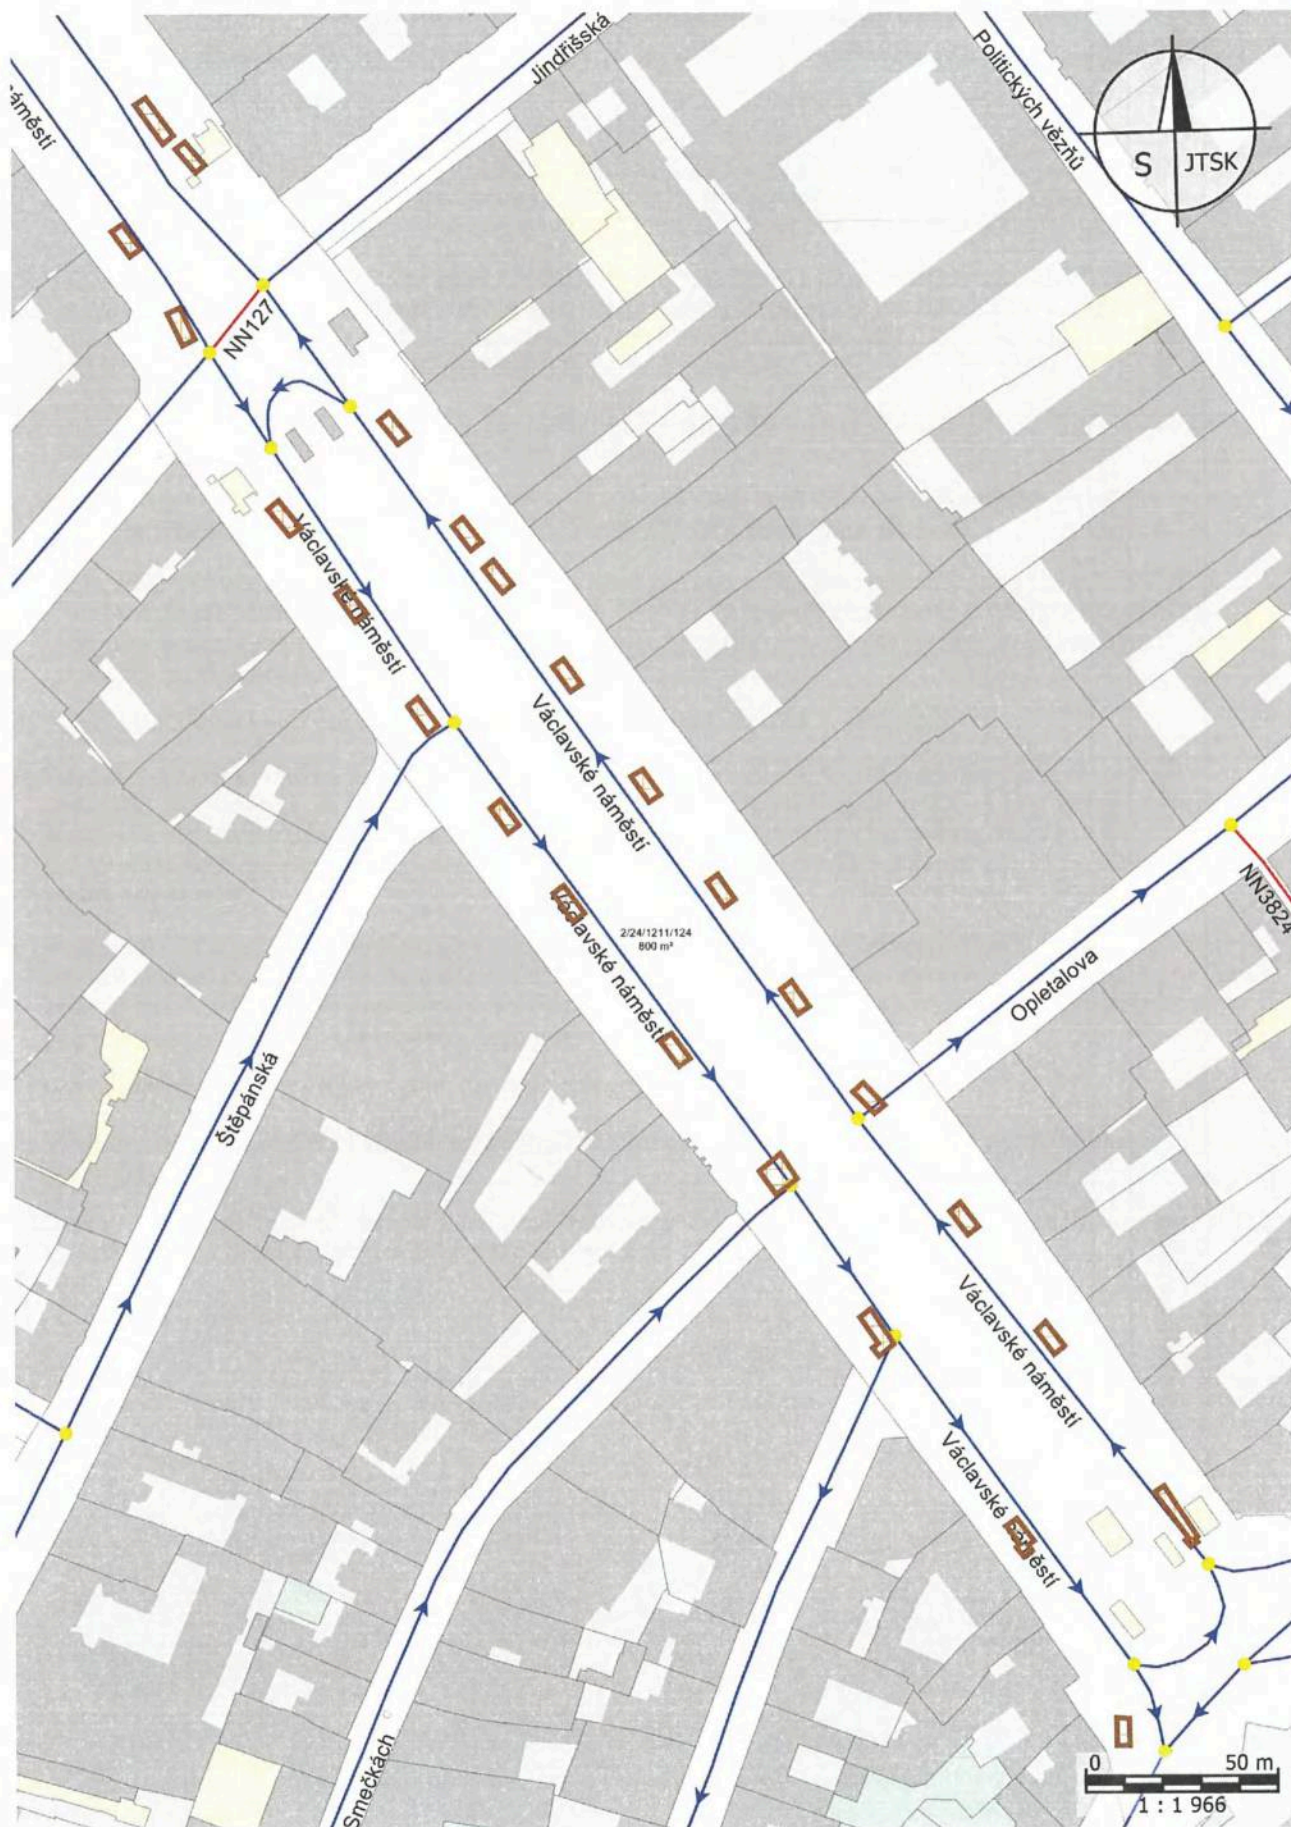 Jindřišská
Politických vězňů
S JTSK
áměstí
NN127
Václavské náměstí
Václavské náměstí
NN3824
Václavské náměstí
2/24/1211/124
800 m²
Opletalova
Štěpánská
Václavské náměstí
Václavské náměstí
Smečkách
0 50 m
1 : 1 966